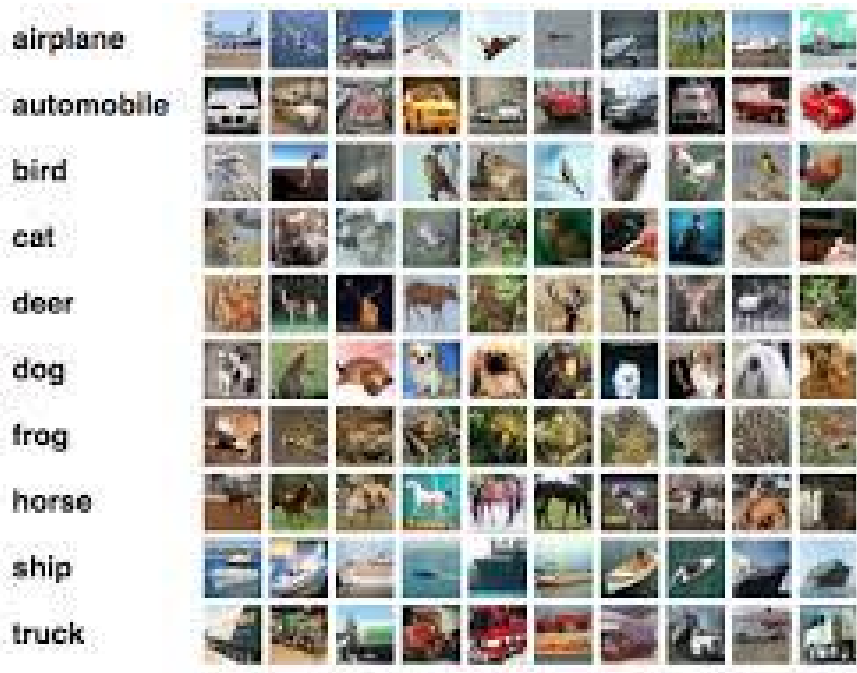 airplane
automobile
bird
cat
deer
dog
frog
horse
ship
truck